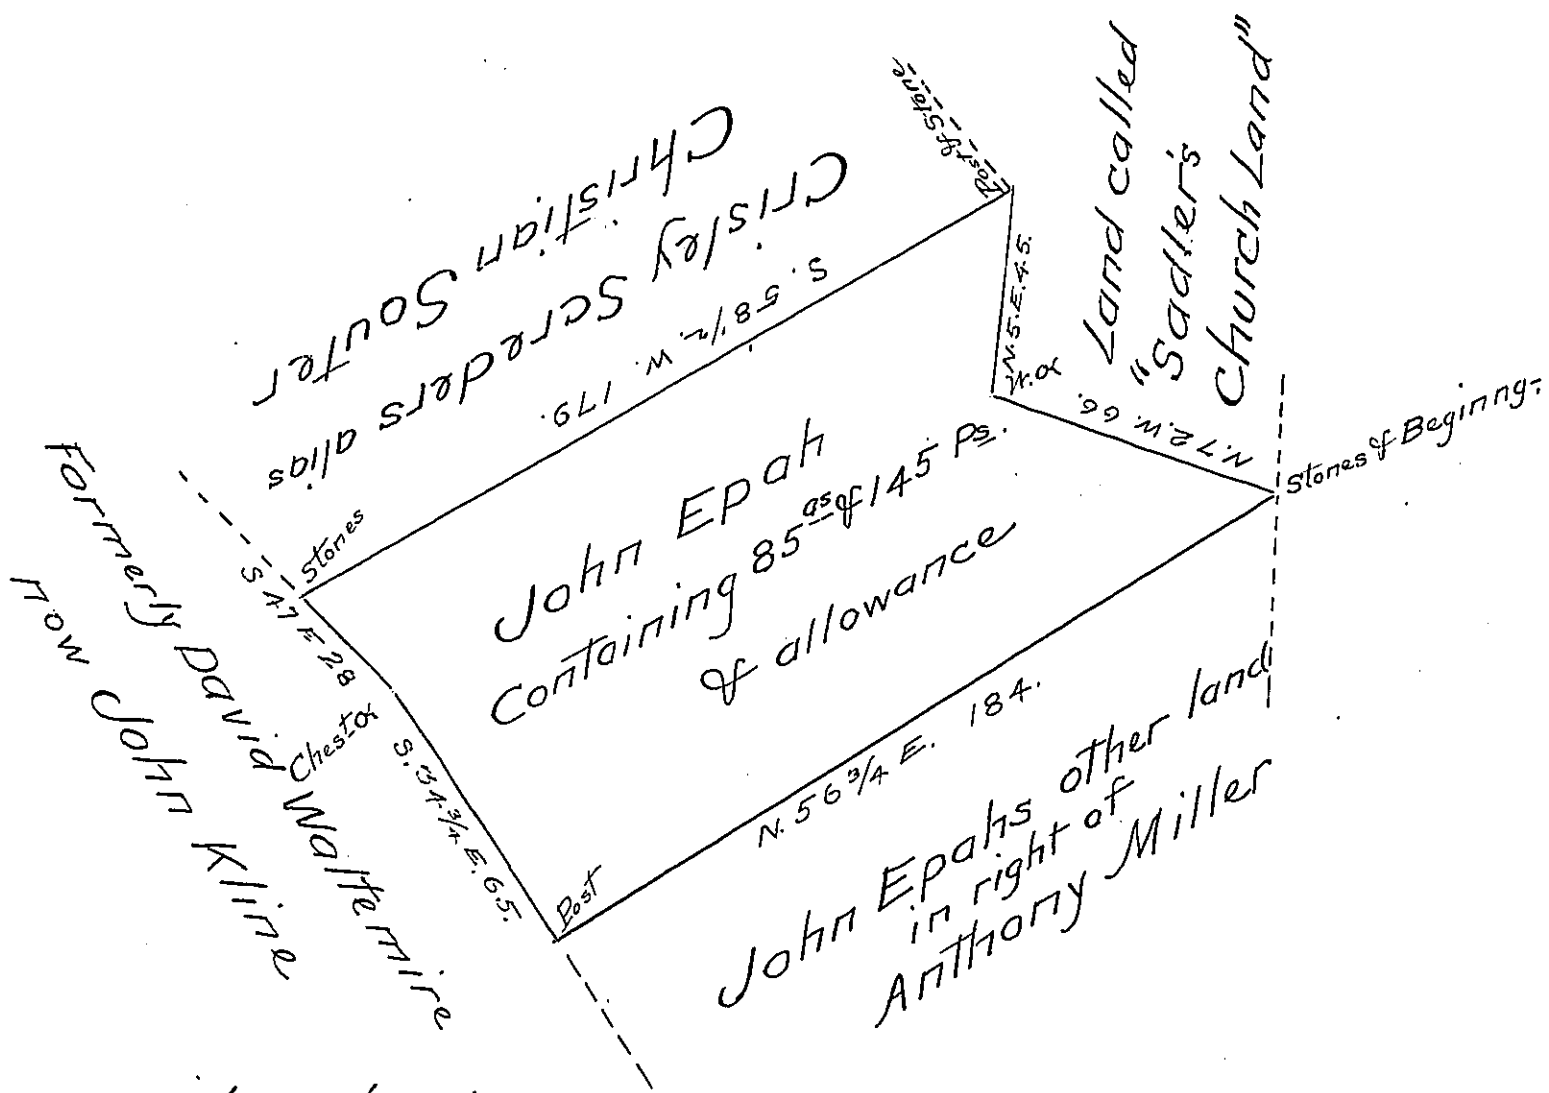 Land called
"Sadler's
Church Land"
Post & Stone
Crisley Screders alias
Christian Souter
S. 58 1/2. W. 179.
N. 5. E. 45.
N. 72. W. 66.
Stones & Beginng.
Stones
S 47 E 28
Chest
S. 34 3/4. E. 65.
Post
Formerly David Waltemire
now John Kline
John Epah
Containing 85 as & 145 Ps.
& allowance
N. 56 3/4 E. 184.
John Epahs other land
in right of
Anthony Miller